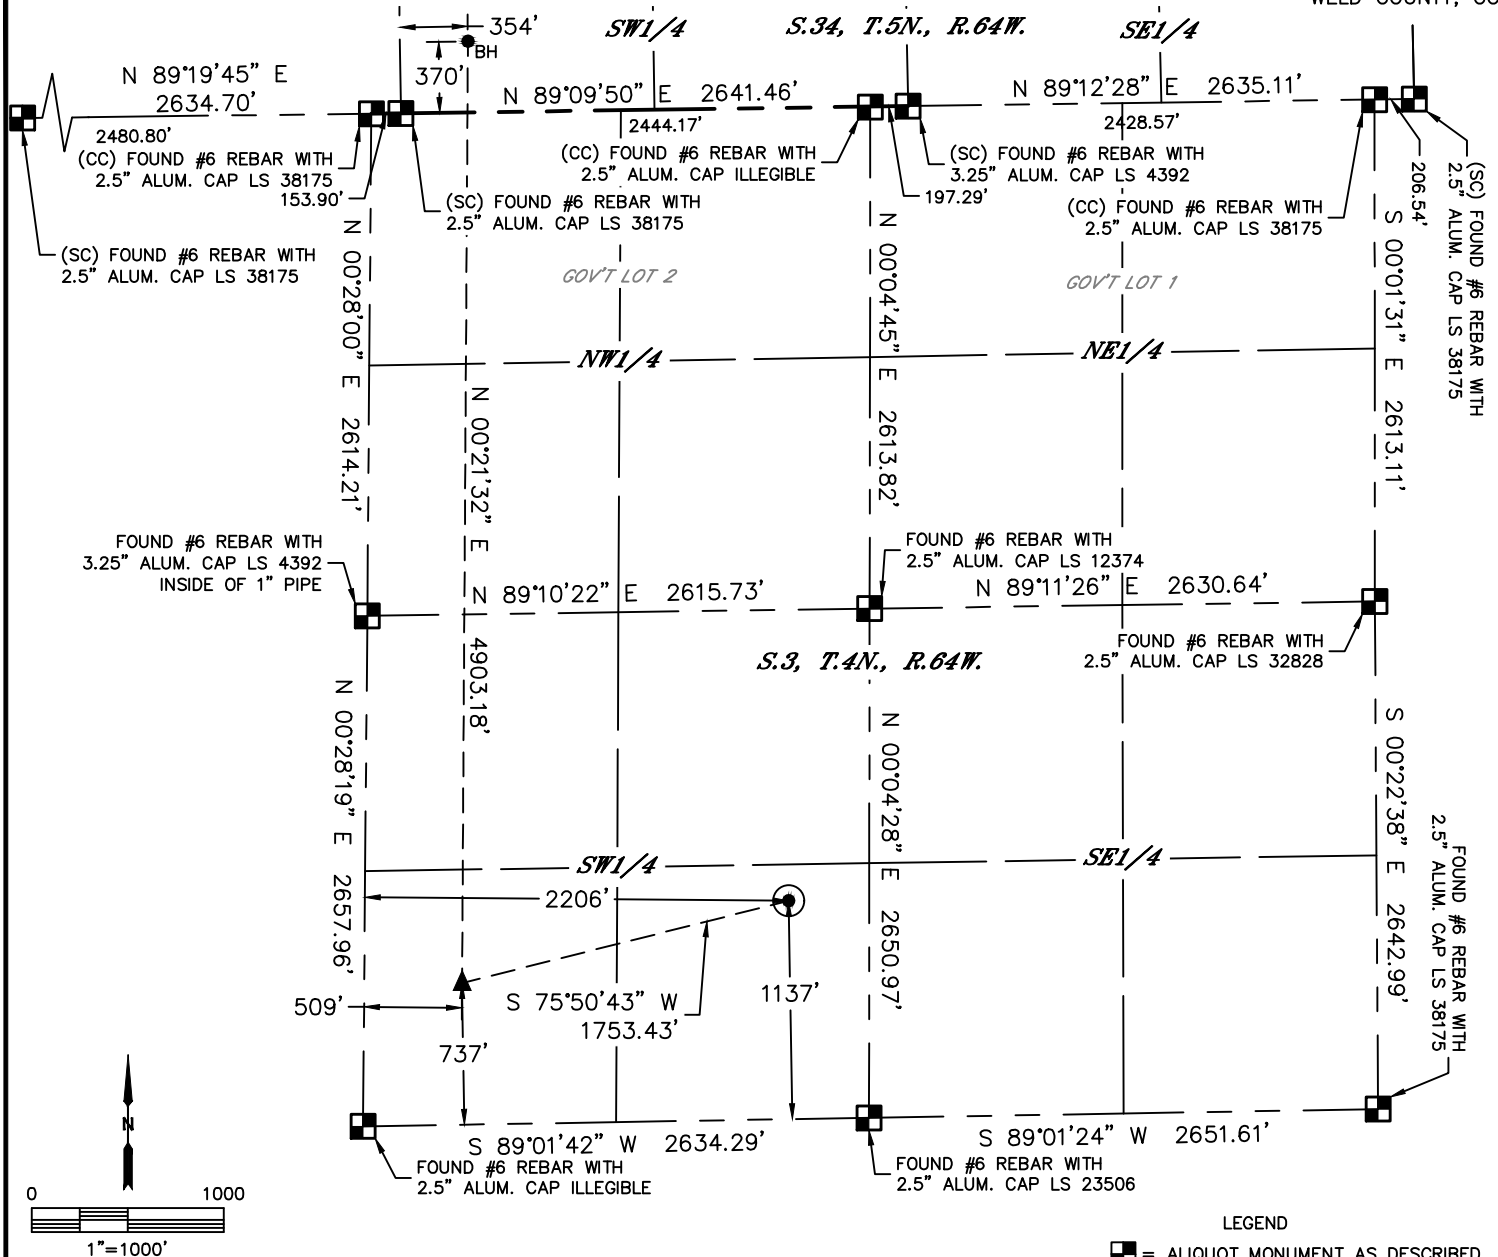 WELD COUNTY, CO
354'
SW1/4
S.34, T.5N., R.64W.
SE1/4
BH
370'
N 89°19'45" E
2634.70'
2480.80'
N 89°09'50" E 2641.46'
2444.17'
N 89°12'28" E 2635.11'
2428.57'
(CC) FOUND #6 REBAR WITH
2.5" ALUM. CAP LS 38175
153.90'
(SC) FOUND #6 REBAR WITH
2.5" ALUM. CAP LS 38175
(CC) FOUND #6 REBAR WITH
2.5" ALUM. CAP ILLEGIBLE
(SC) FOUND #6 REBAR WITH
3.25" ALUM. CAP LS 4392
197.29'
(CC) FOUND #6 REBAR WITH
2.5" ALUM. CAP LS 38175
206.54'
(SC) FOUND #6 REBAR WITH
2.5" ALUM. CAP LS 38175
(SC) FOUND #6 REBAR WITH
2.5" ALUM. CAP LS 38175
GOV'T LOT 2
GOV'T LOT 1
N 00°28'00" E 2614.21'
N 00°04'45" E 2613.82'
S 00°01'31" E 2613.11'
NW1/4
NE1/4
N 00°21'32" E 4903.18'
FOUND #6 REBAR WITH
3.25" ALUM. CAP LS 4392
INSIDE OF 1" PIPE
FOUND #6 REBAR WITH
2.5" ALUM. CAP LS 12374
N 89°10'22" E 2615.73'
N 89°11'26" E 2630.64'
S.3, T.4N., R.64W.
FOUND #6 REBAR WITH
2.5" ALUM. CAP LS 32828
N 00°28'19" E 2657.96'
N 00°04'28" E 2650.97'
S 00°22'38" E 2642.99'
SW1/4
SE1/4
2206'
FOUND #6 REBAR WITH
2.5" ALUM. CAP LS 38175
509'
S 75°50'43" W
1753.43'
1137'
737'
S 89°01'42" W 2634.29'
S 89°01'24" W 2651.61'
FOUND #6 REBAR WITH
2.5" ALUM. CAP ILLEGIBLE
FOUND #6 REBAR WITH
2.5" ALUM. CAP LS 23506
N
0 1000
1"=1000'
LEGEND
= ALIQUOT MONUMENT AS DESCRIBED